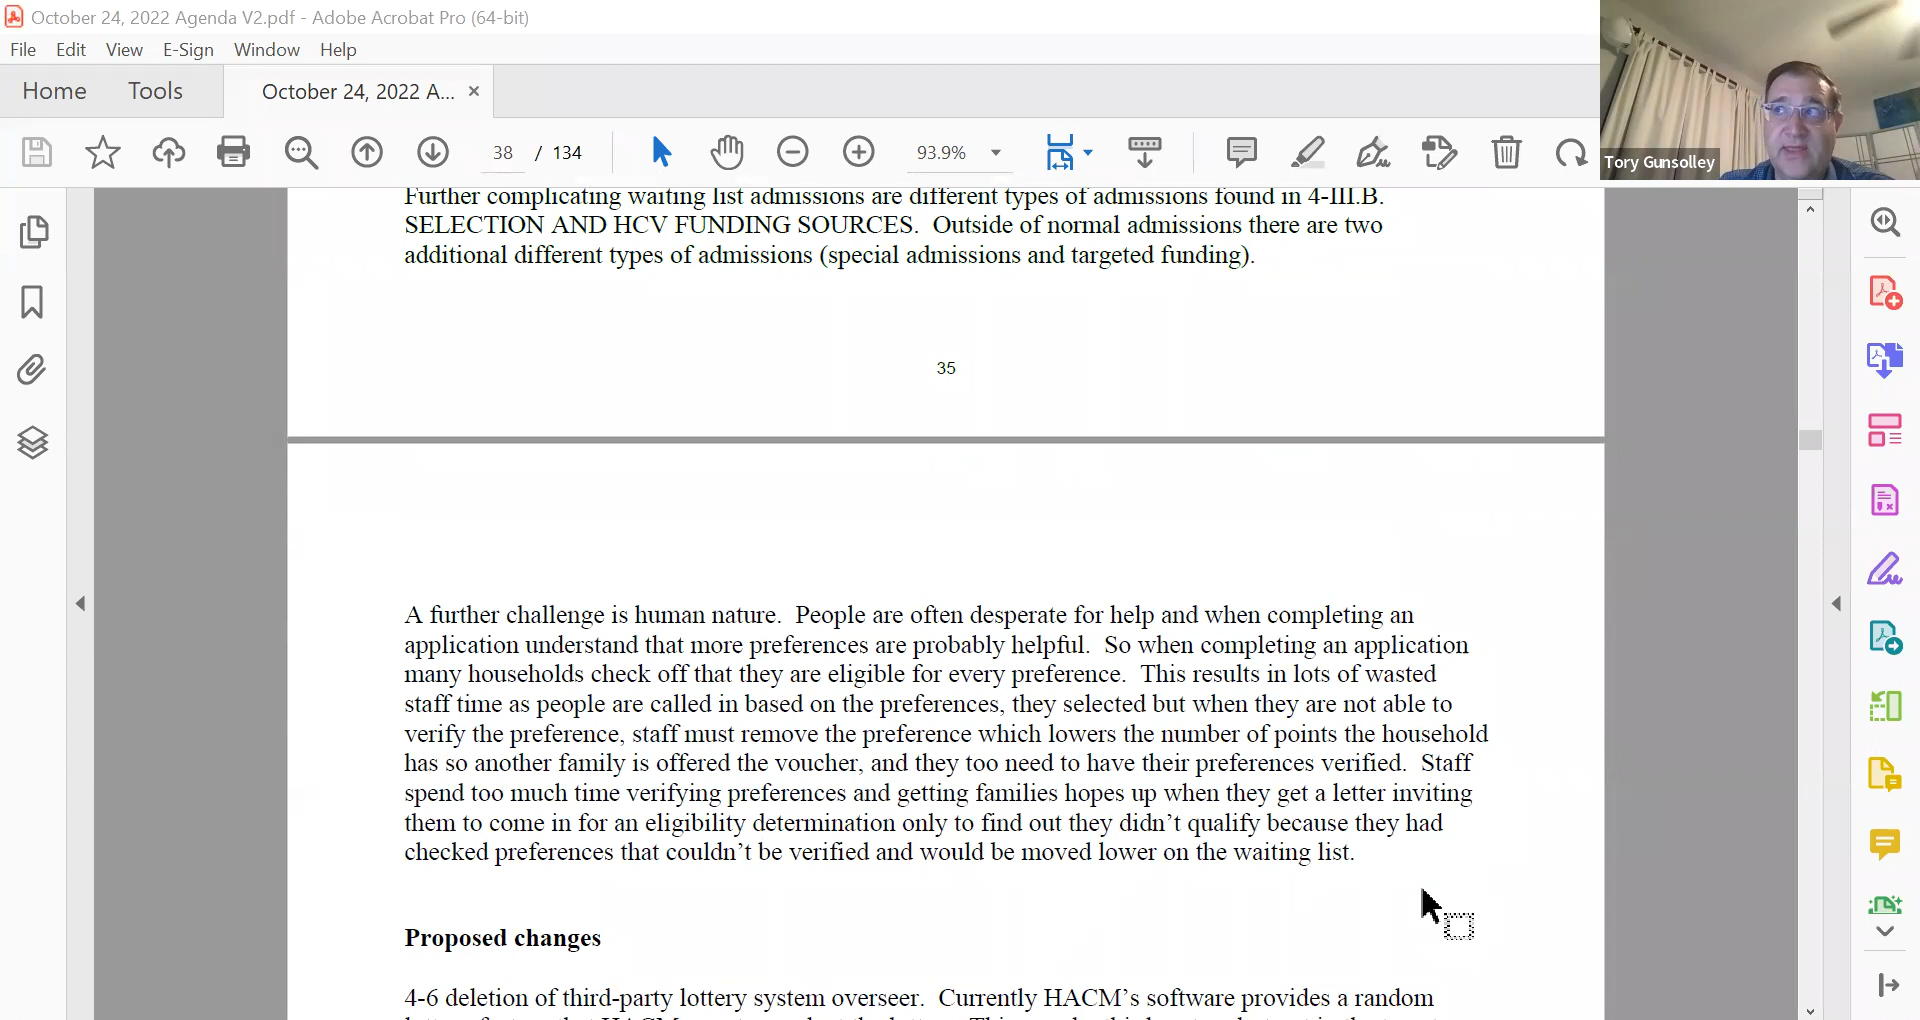 October 24, 2022 Agenda V2.pdf - Adobe Acrobat Pro (64-bit)
File Edit View E-Sign Window Help
Home Tools October 24, 2022 A... ×
38 / 134 93.9%
Tory Gunsolley
Further complicating waiting list admissions are different types of admissions found in 4-III.B.
SELECTION AND HCV FUNDING SOURCES.  Outside of normal admissions there are two
additional different types of admissions (special admissions and targeted funding).
35
A further challenge is human nature.  People are often desperate for help and when completing an
application understand that more preferences are probably helpful.  So when completing an application
many households check off that they are eligible for every preference.  This results in lots of wasted
staff time as people are called in based on the preferences, they selected but when they are not able to
verify the preference, staff must remove the preference which lowers the number of points the household
has so another family is offered the voucher, and they too need to have their preferences verified.  Staff
spend too much time verifying preferences and getting families hopes up when they get a letter inviting
them to come in for an eligibility determination only to find out they didn’t qualify because they had
checked preferences that couldn’t be verified and would be moved lower on the waiting list.
Proposed changes
4-6 deletion of third-party lottery system overseer.  Currently HACM’s software provides a random